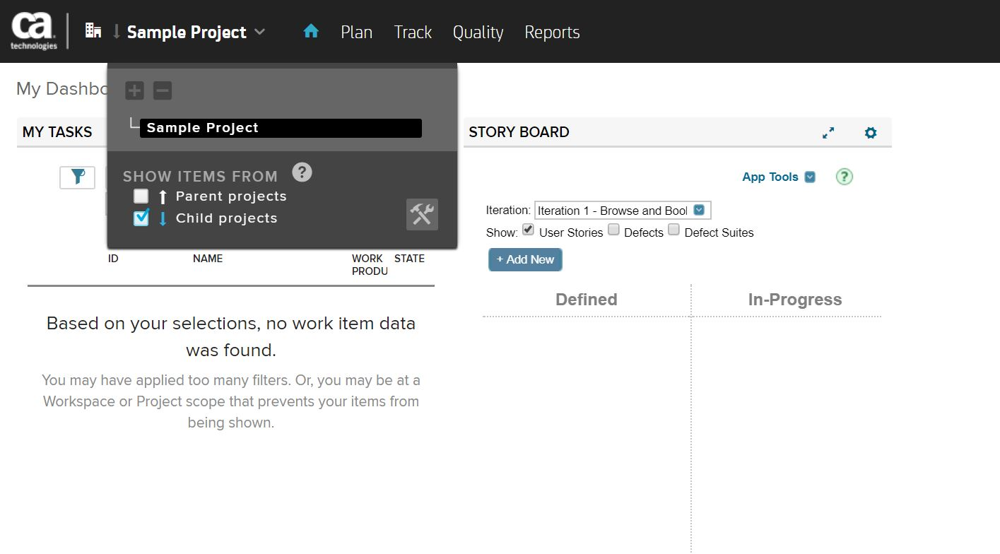 ca
technologies
Sample Project
Plan
Track
Quality
Reports
My Dashbo
MY TASKS
Sample Project
SHOW ITEMS FROM ?
Parent projects
Child projects
ID
NAME
WORK
PRODU
STATE
Based on your selections, no work item data
was found.
You may have applied too many filters. Or, you may be at a
Workspace or Project scope that prevents your items from
being shown.
STORY BOARD
App Tools ?
Iteration: Iteration 1 - Browse and Bool
Show: User Stories Defects Defect Suites
+ Add New
Defined
In-Progress